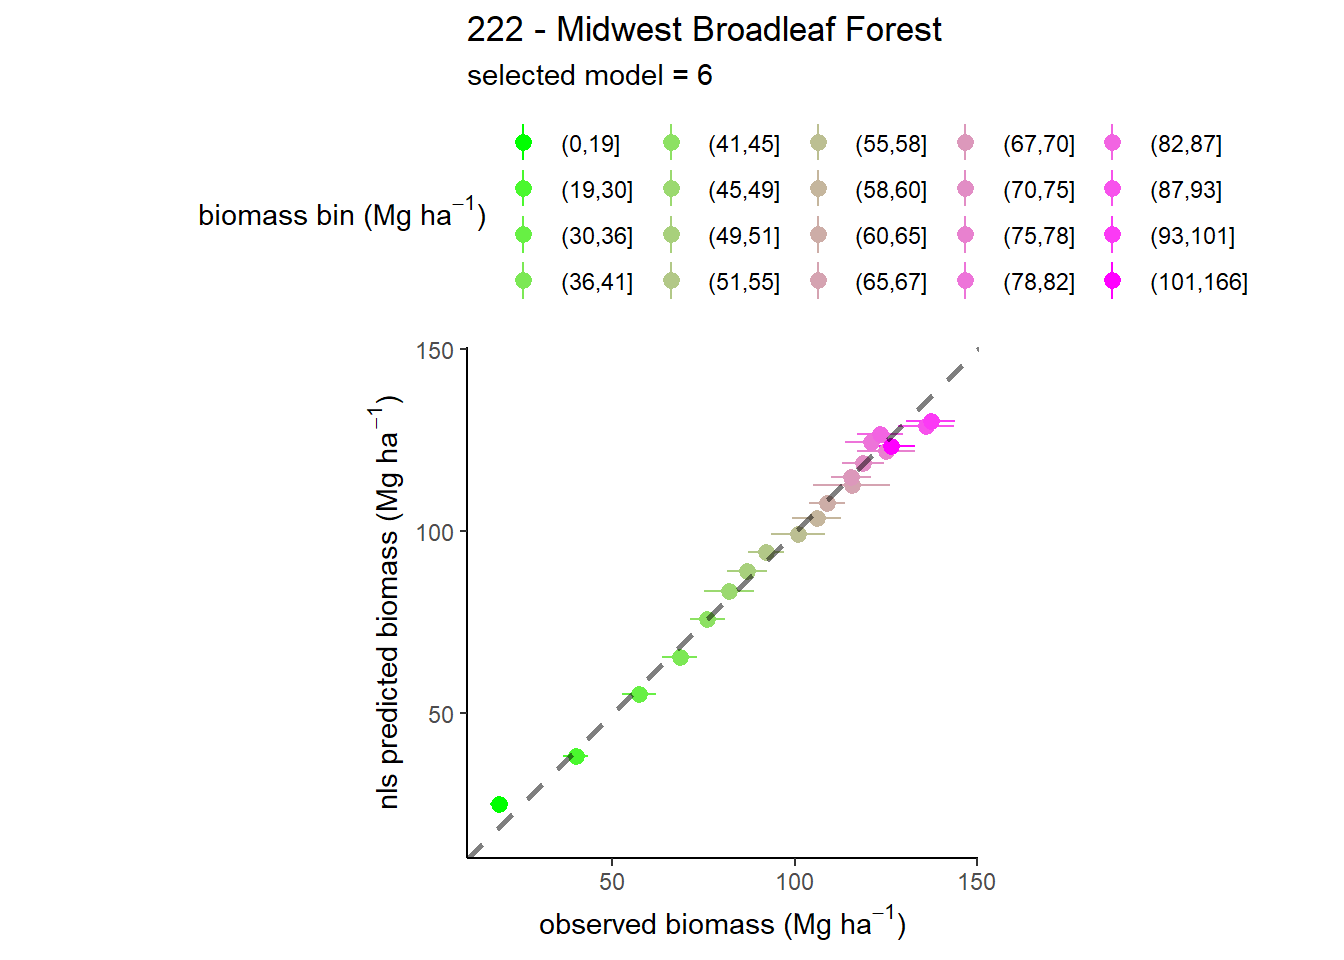 222 - Midwest Broadleaf Forest
selected model = 6
biomass bin (Mg ha⁻¹)
(0,19] (41,45] (55,58] (67,70] (82,87]
(19,30] (45,49] (58,60] (70,75] (87,93]
(30,36] (49,51] (60,65] (75,78] (93,101]
(36,41] (51,55] (65,67] (78,82] (101,166]
nls predicted biomass (Mg ha⁻¹)
150
100
50
50 100 150
observed biomass (Mg ha⁻¹)